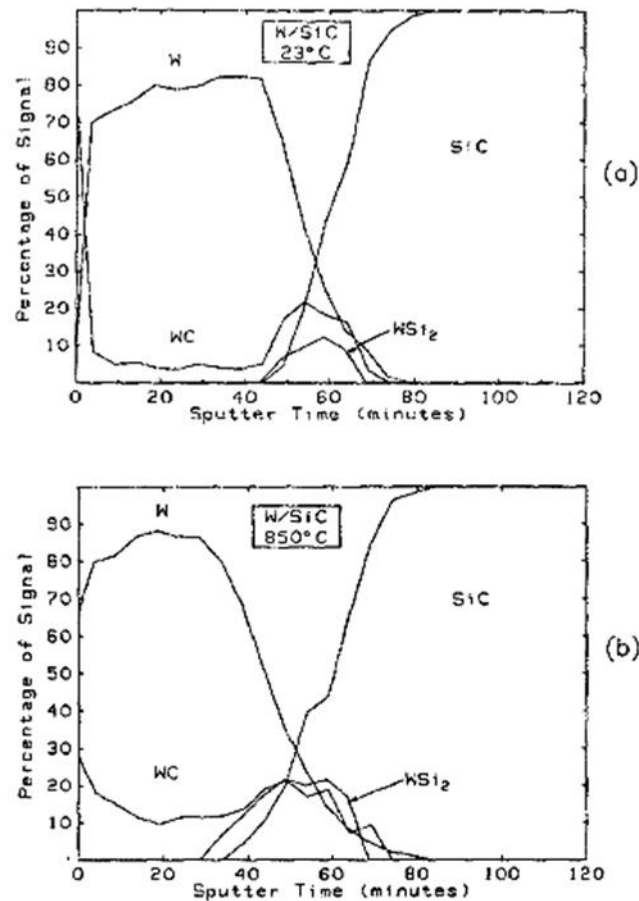 W/SiC
23°C
90
80
70
60
50
40
30
20
10
Percentage of Signal
W
WC
SiC
WSi₂
0 20 40 60 80 100 120
Sputter Time (minutes)
(a)
W/SiC
850°C
90
80
70
60
50
40
30
20
10
Percentage of Signal
W
WC
SiC
WSi₂
0 20 40 60 80 100 120
Sputter Time (minutes)
(b)